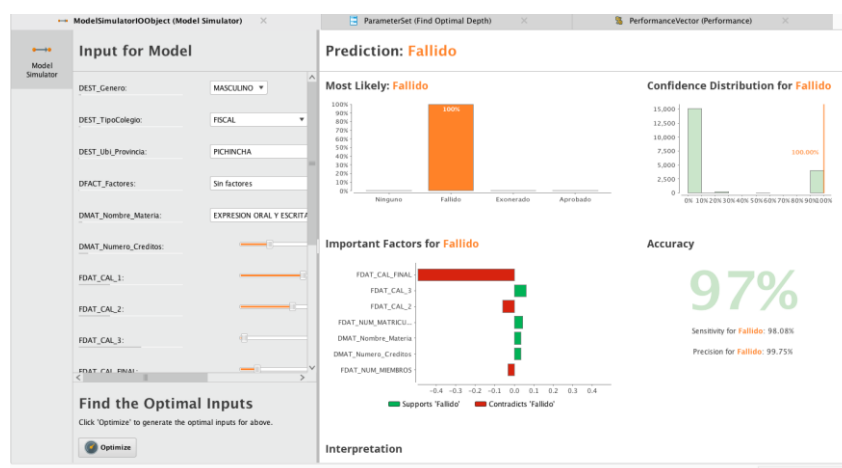 ModelSimulatorIOObject (Model Simulator)
ParameterSet (Find Optimal Depth)
PerformanceVector (Performance)
Model
Simulator
Input for Model
DEST_Genero:
MASCULINO
DEST_TipoColegio:
FISCAL
DEST_Ubi_Provincia:
PICHINCHA
DFACT_Factores:
Sin factores
DMAT_Nombre_Materia:
EXPRESION ORAL Y ESCRITA
DMAT_Numero_Creditos:
FDAT_CAL_1:
FDAT_CAL_2:
FDAT_CAL_3:
FDAT_CAL_FINAL:
Find the Optimal Inputs
Click 'Optimize' to generate the optimal inputs for above.
Optimize
Prediction: Fallido
Most Likely: Fallido
100%
90%
80%
70%
60%
50%
40%
30%
20%
10%
0%
100%
Ninguno Fallido Exonerado Aprobado
Confidence Distribution for Fallido
15,000
12,500
10,000
7,500
5,000
2,500
0
100.00%
0% 10% 20% 30% 40% 50% 60% 70% 80% 90% 100%
Important Factors for Fallido
FDAT_CAL_FINAL
FDAT_CAL_3
FDAT_CAL_2
FDAT_NUM_MATRICU...
DMAT_Nombre_Materia
DMAT_Numero_Creditos
FDAT_NUM_MIEMBROS
-0.4 -0.3 -0.2 -0.1 0.0 0.1 0.2 0.3 0.4
Supports 'Fallido' Contradicts 'Fallido'
Accuracy
97%
Sensitivity for Fallido: 98.08%
Precision for Fallido: 99.75%
Interpretation